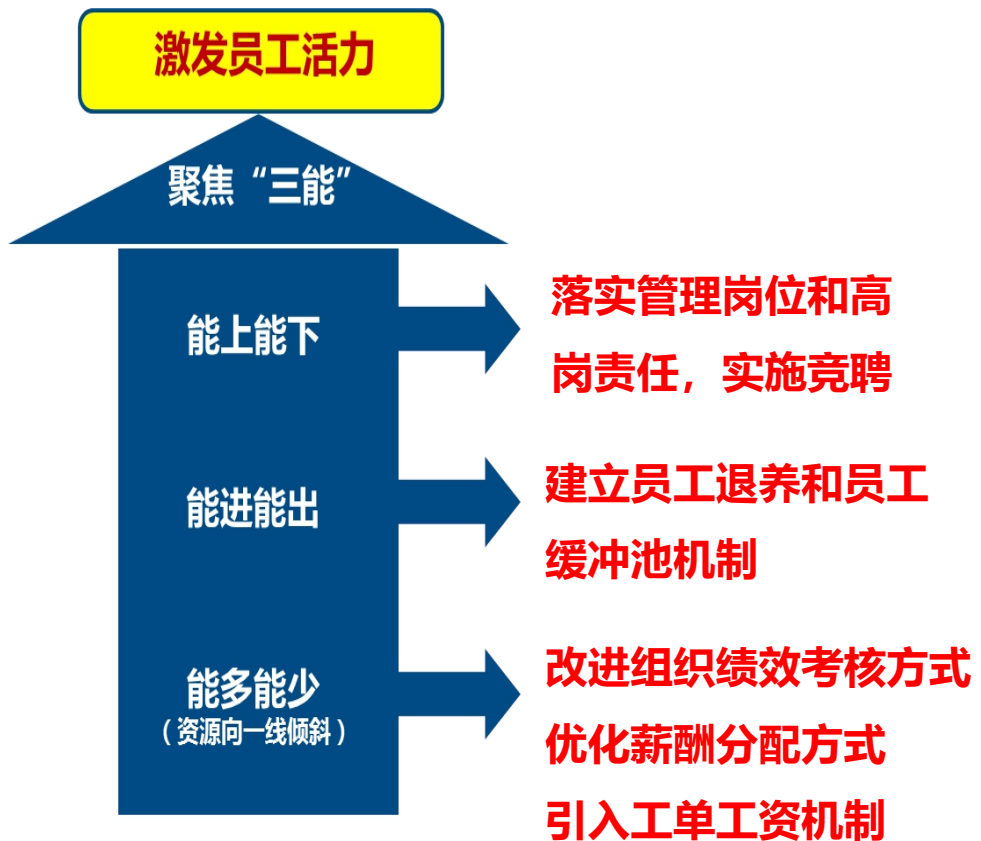 激发员工活力
聚焦“三能”
能上能下
落实管理岗位和高
岗责任，实施竞聘
能进能出
建立员工退养和员工
缓冲池机制
能多能少
（资源向一线倾斜）
改进组织绩效考核方式
优化薪酬分配方式
引入工单工资机制